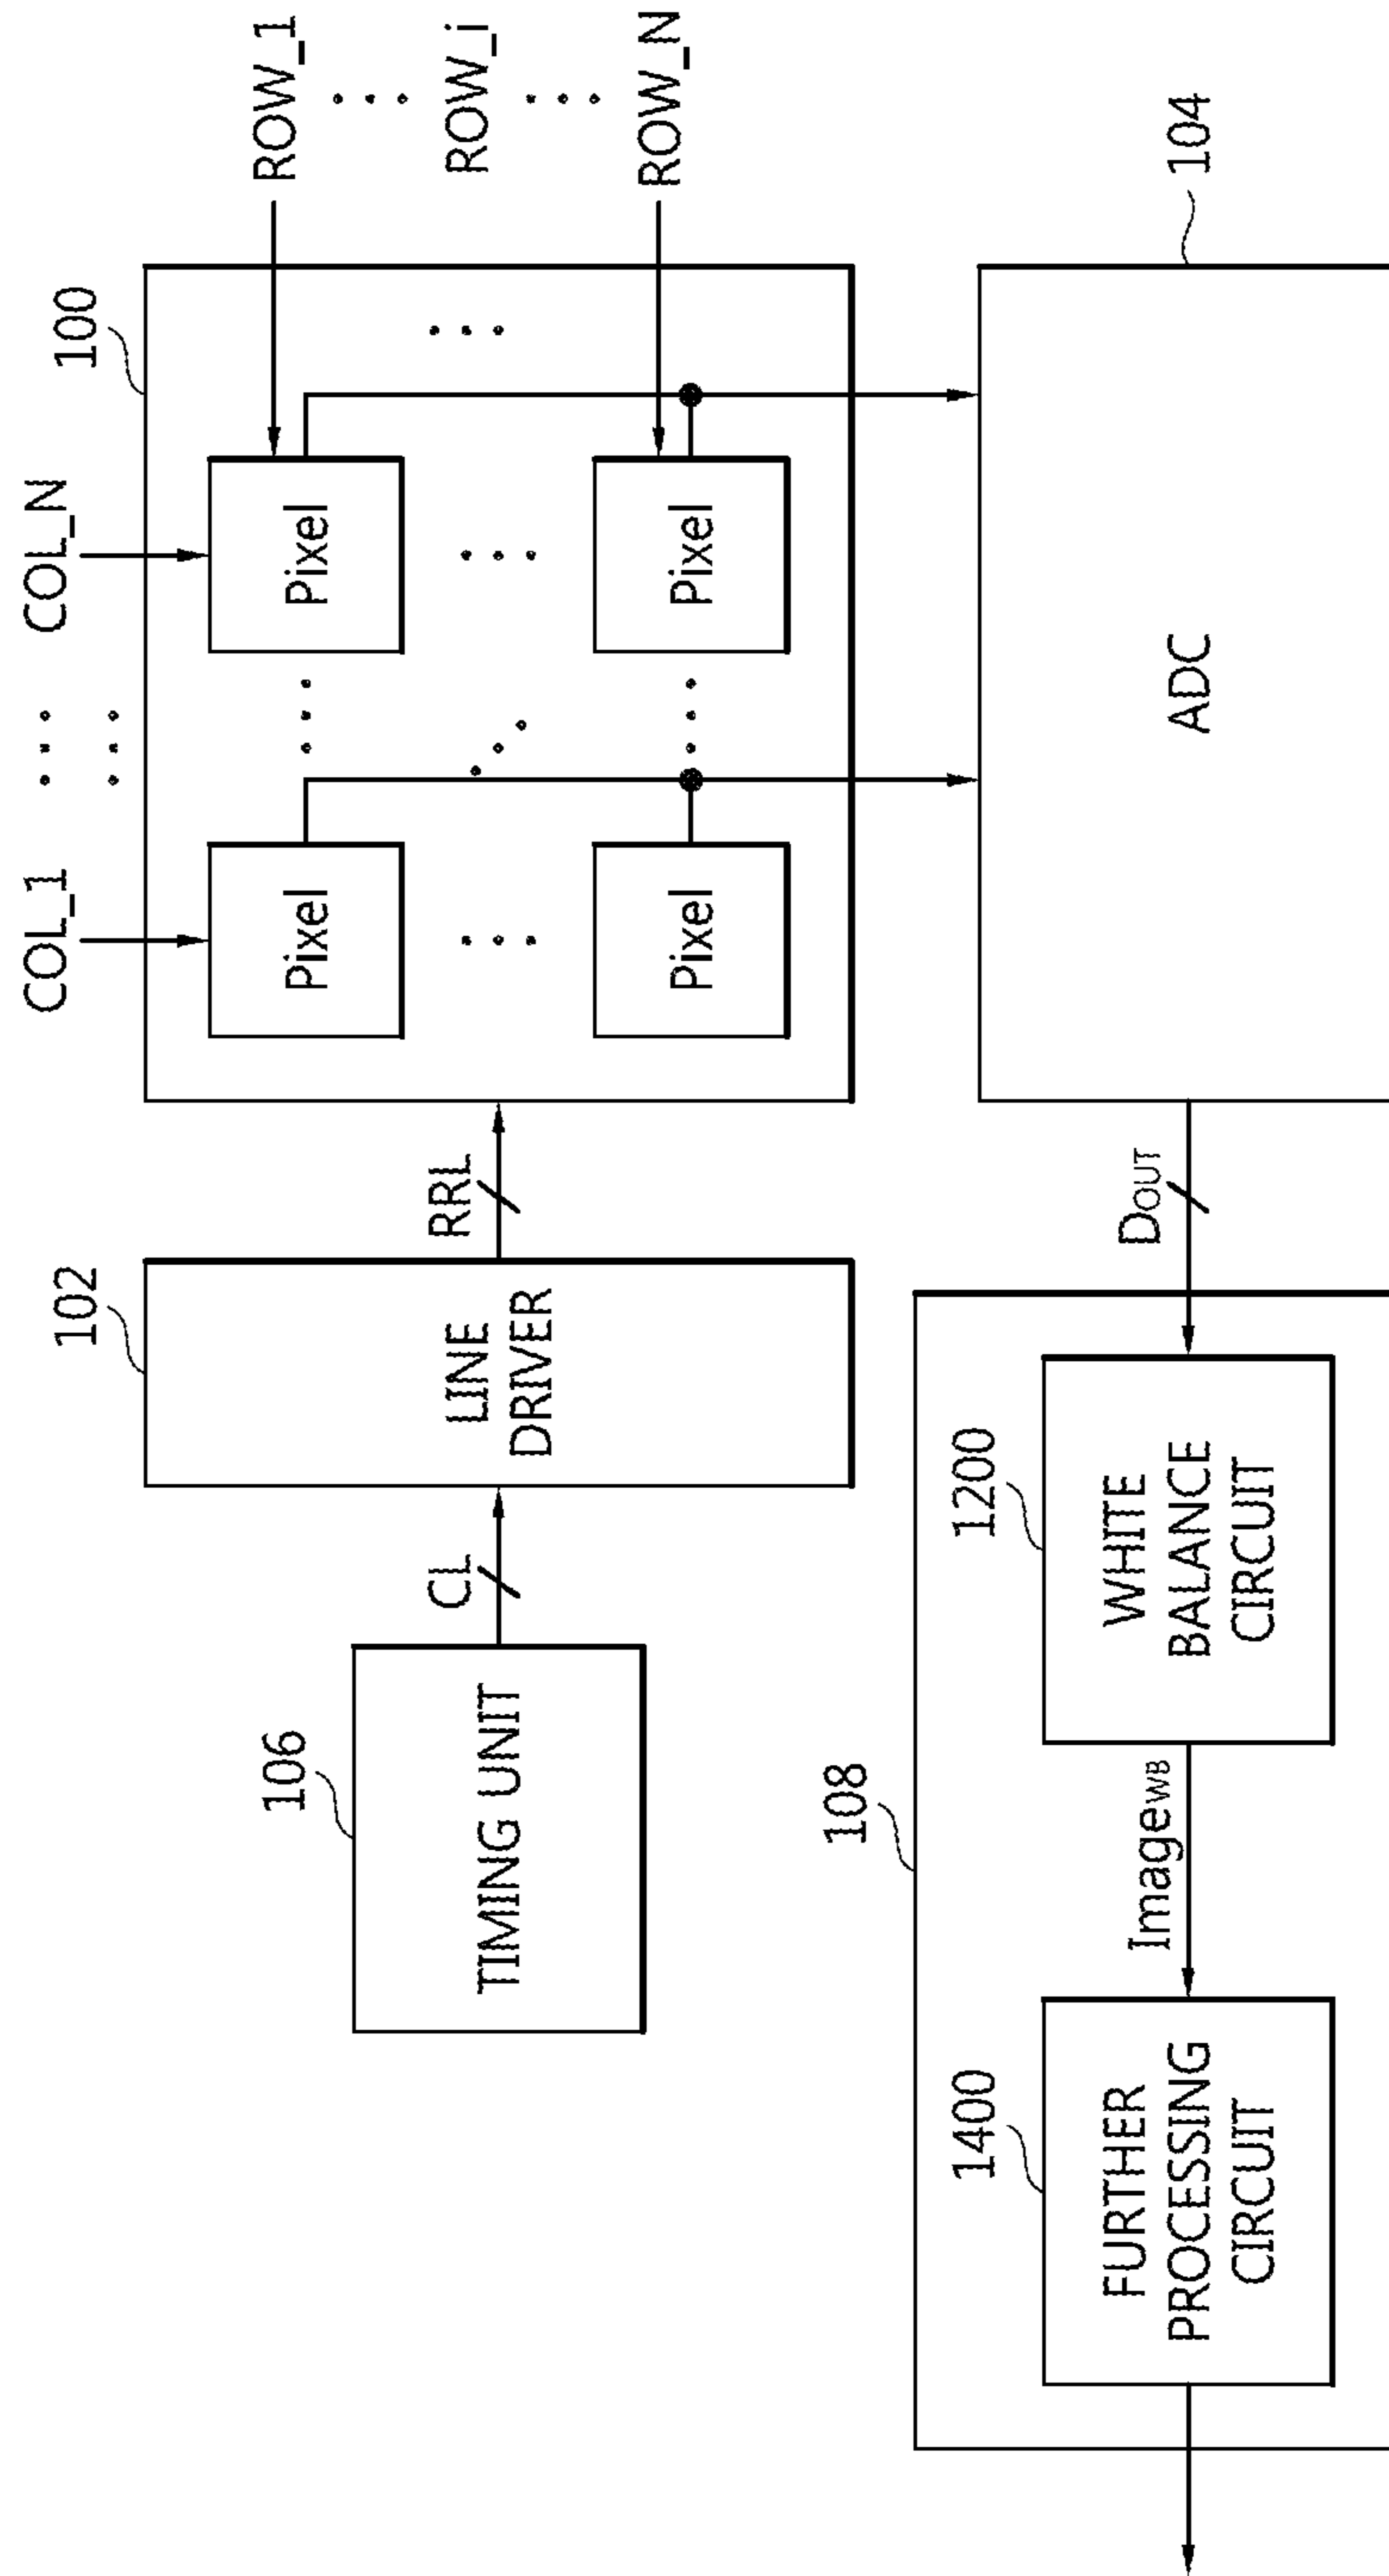 COL_1
COL_N
100
ROW_1
ROW_i
ROW_N
Pixel
Pixel
Pixel
Pixel
102
LINE
DRIVER
RRL
106
TIMING UNIT
CL
104
ADC
DOUT
108
1200
WHITE
BALANCE
CIRCUIT
ImageWB
1400
FURTHER
PROCESSING
CIRCUIT